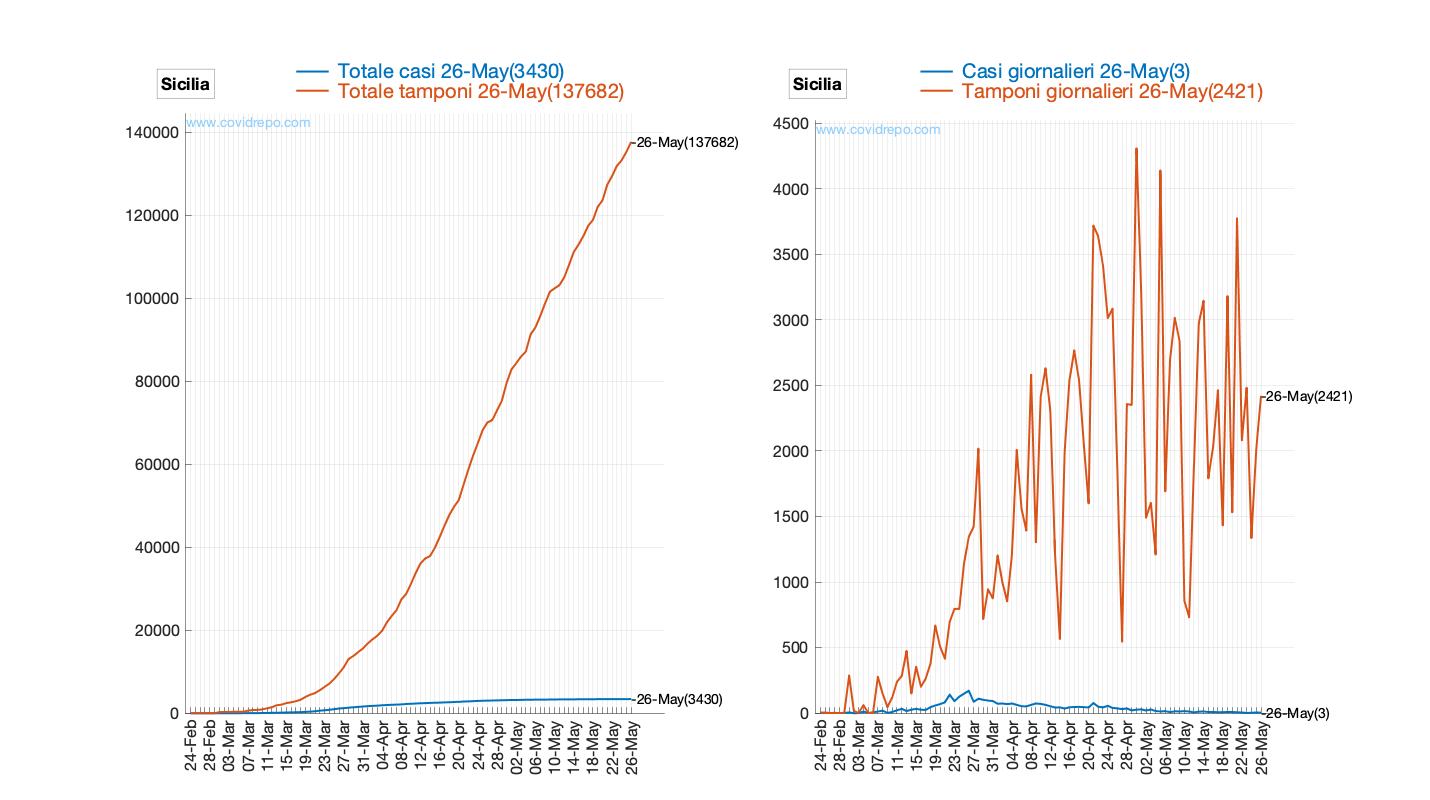 Sicilia
Totale casi 26-May(3430)
Totale tamponi 26-May(137682)
www.covidrepo.com
140000
120000
100000
80000
60000
40000
20000
0
26-May(137682)
26-May(3430)
24-Feb
28-Feb
03-Mar
07-Mar
11-Mar
15-Mar
19-Mar
23-Mar
27-Mar
31-Mar
04-Apr
08-Apr
12-Apr
16-Apr
20-Apr
24-Apr
28-Apr
02-May
06-May
10-May
14-May
18-May
22-May
26-May
Sicilia
Casi giornalieri 26-May(3)
Tamponi giornalieri 26-May(2421)
www.covidrepo.com
4500
4000
3500
3000
2500
2000
1500
1000
500
0
26-May(2421)
26-May(3)
24-Feb
28-Feb
03-Mar
07-Mar
11-Mar
15-Mar
19-Mar
23-Mar
27-Mar
31-Mar
04-Apr
08-Apr
12-Apr
16-Apr
20-Apr
24-Apr
28-Apr
02-May
06-May
10-May
14-May
18-May
22-May
26-May